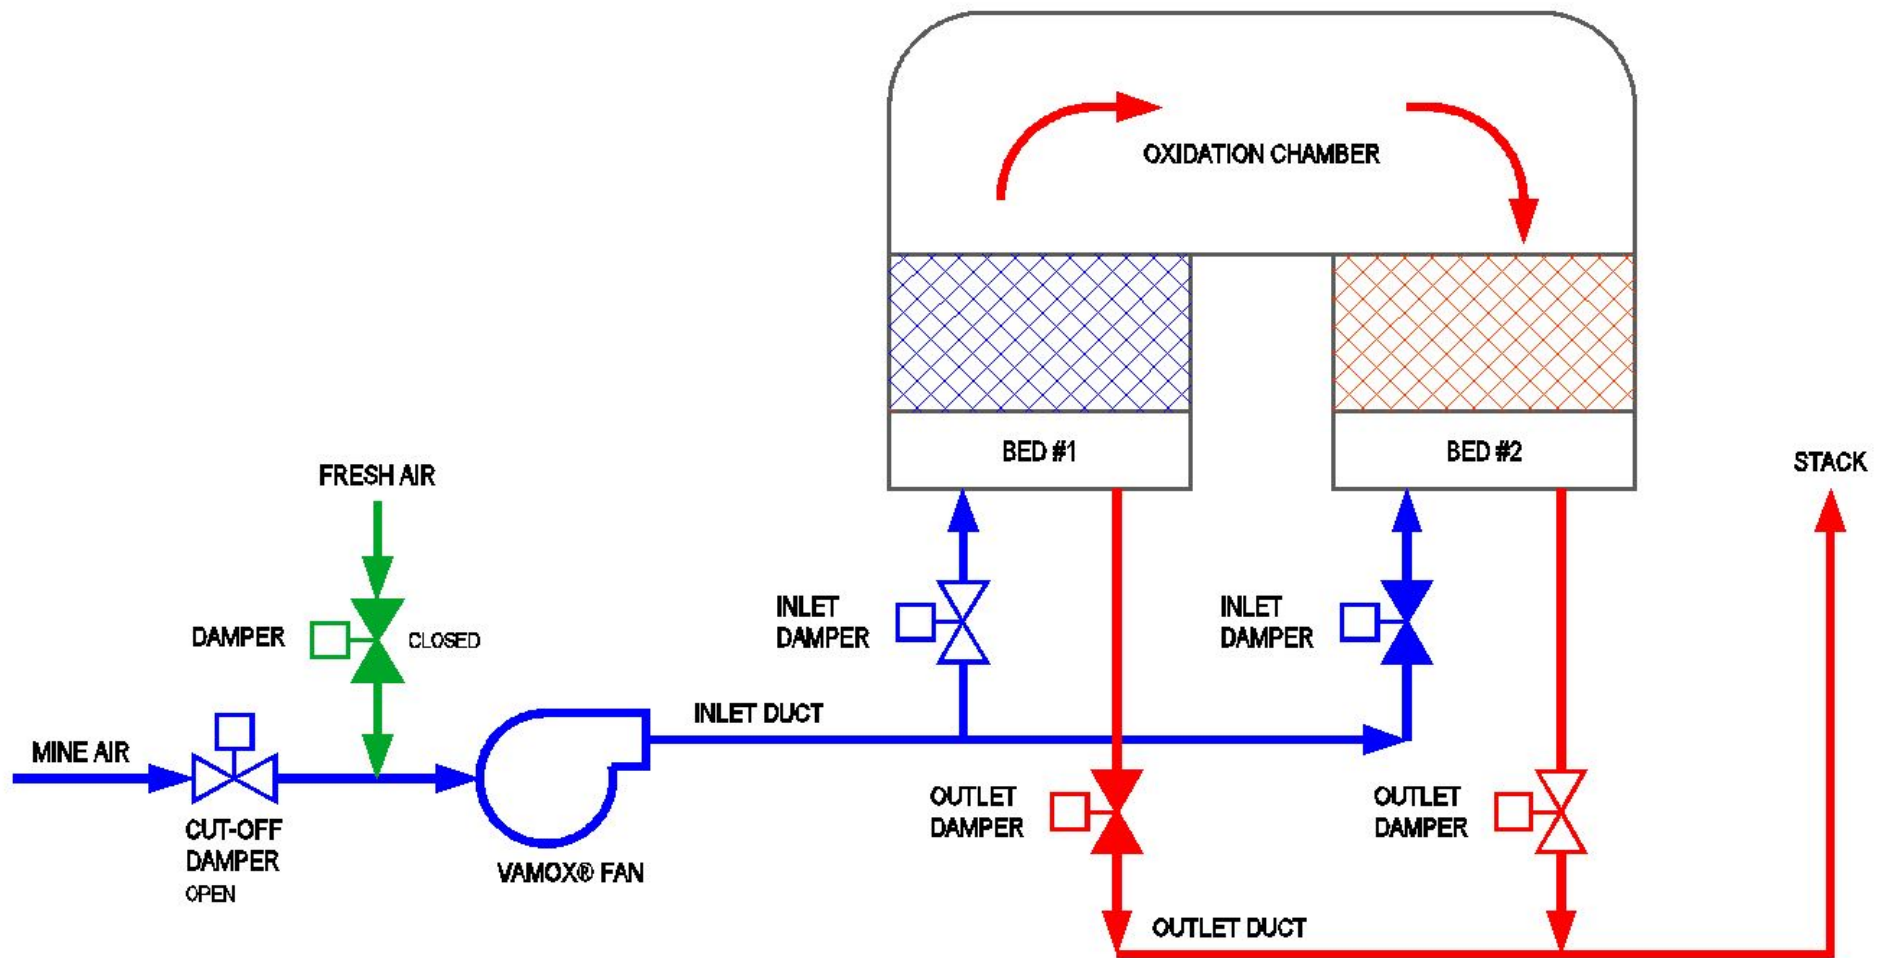 OXIDATION CHAMBER
BED #1
BED #2
FRESH AIR
STACK
DAMPER
CLOSED
INLET
DAMPER
INLET
DAMPER
INLET DUCT
MINE AIR
CUT-OFF
DAMPER
OPEN
VAMOX® FAN
OUTLET
DAMPER
OUTLET
DAMPER
OUTLET DUCT